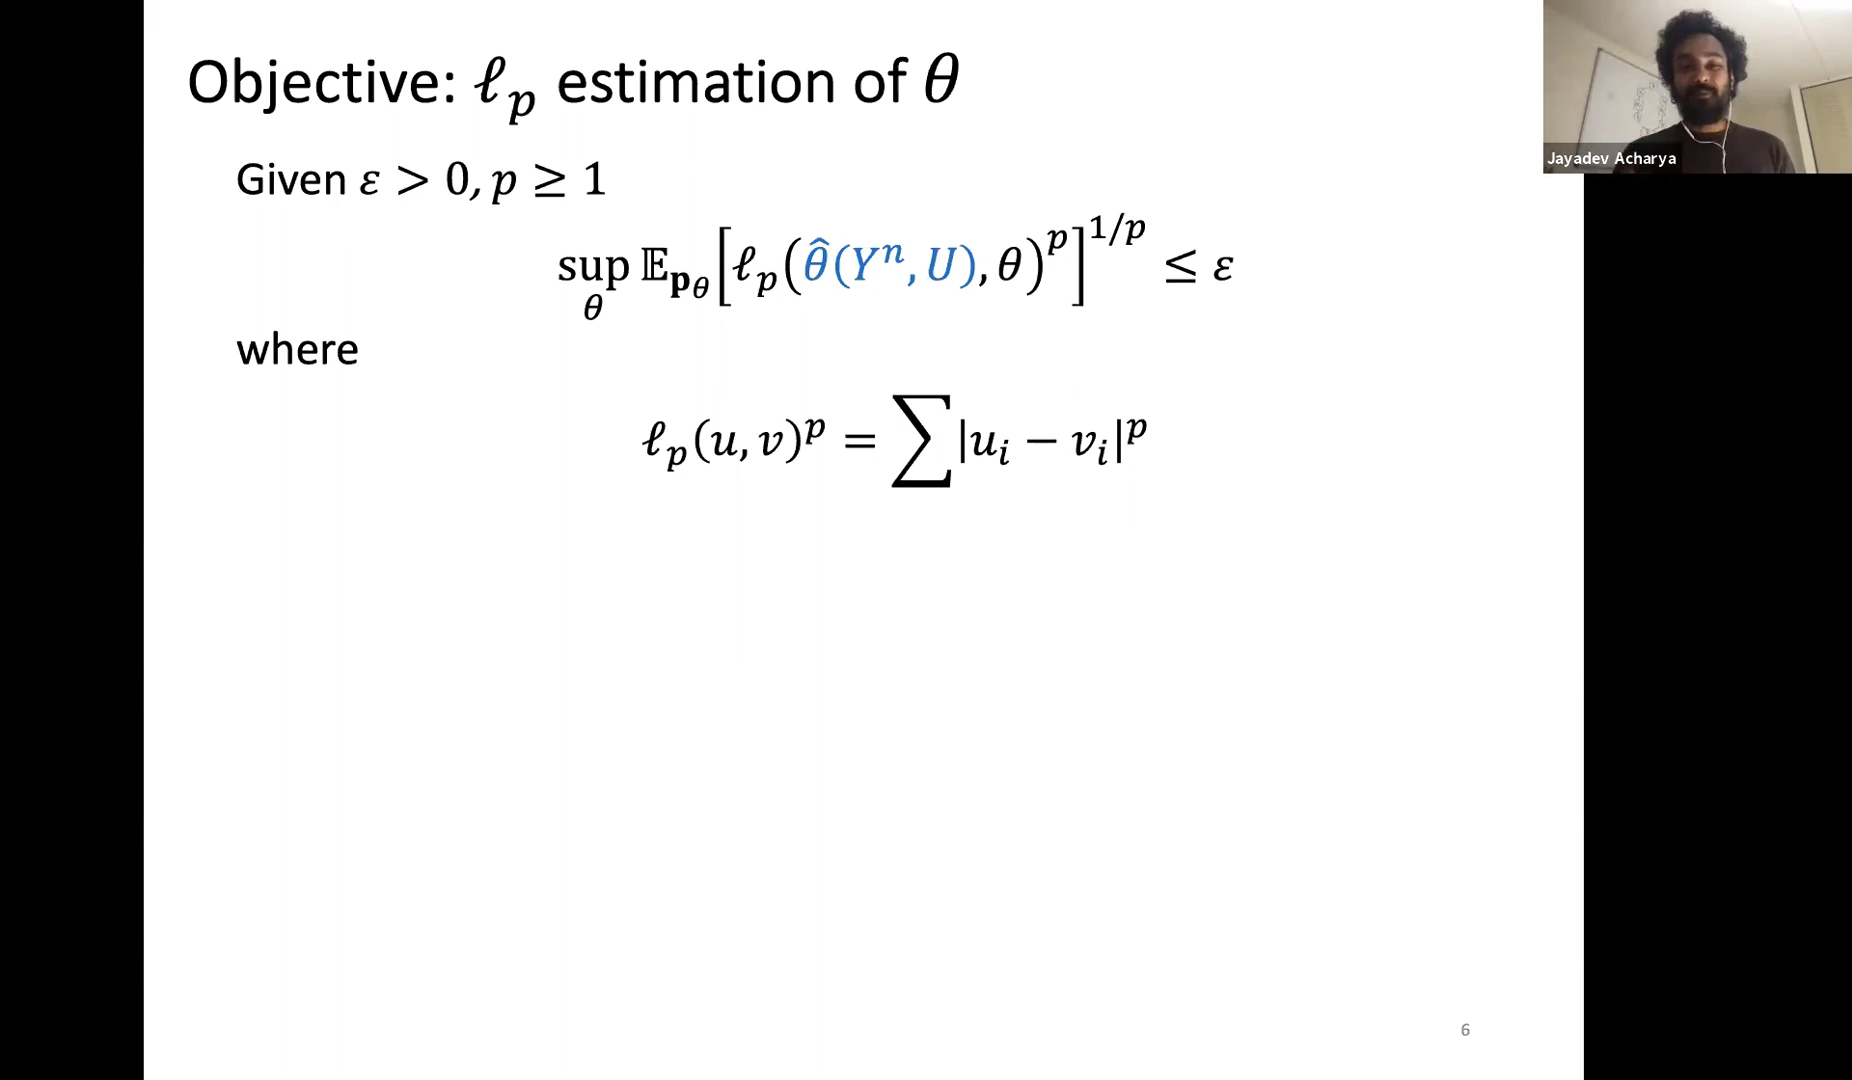 Objective: ℓ_p estimation of θ
Jayadev Acharya
Given ε > 0, p ≥ 1
sup_θ 𝔼_{𝐩_θ}[ℓ_p(θ̂(Yⁿ, U), θ)^p]^{1/p} ≤ ε
where
ℓ_p(u, v)^p = ∑|u_i − v_i|^p
6